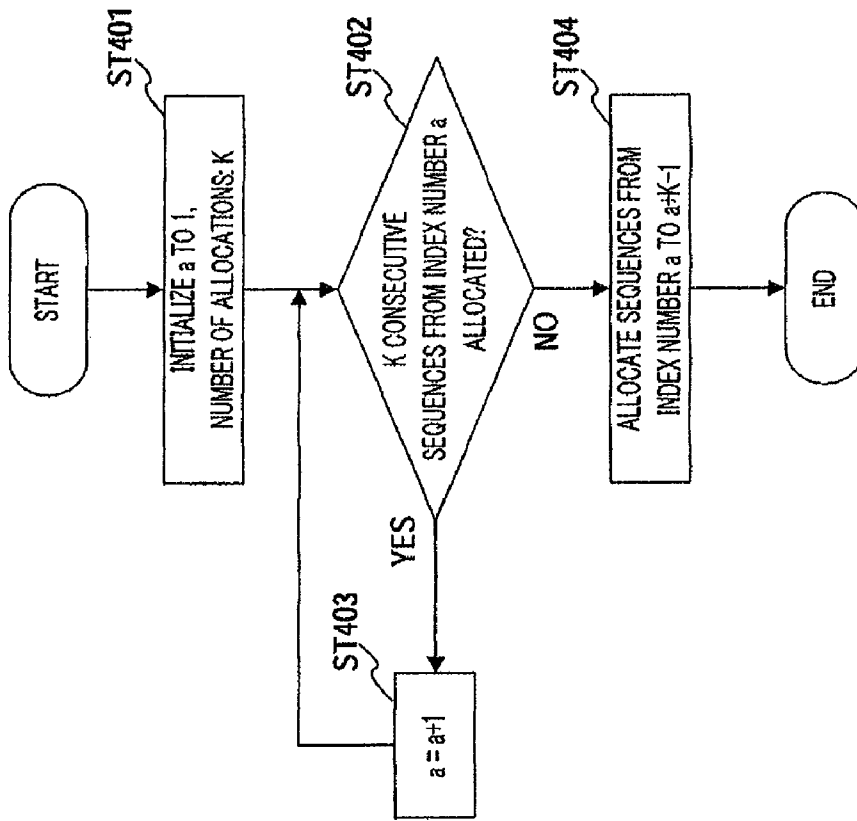 START
ST401
INITIALIZE a TO 1,
NUMBER OF ALLOCATIONS: K
ST402
K CONSECUTIVE
SEQUENCES FROM INDEX NUMBER a
ALLOCATED?
YES
NO
ST403
a = a+1
ST404
ALLOCATE SEQUENCES FROM
INDEX NUMBER a TO a+K-1
END